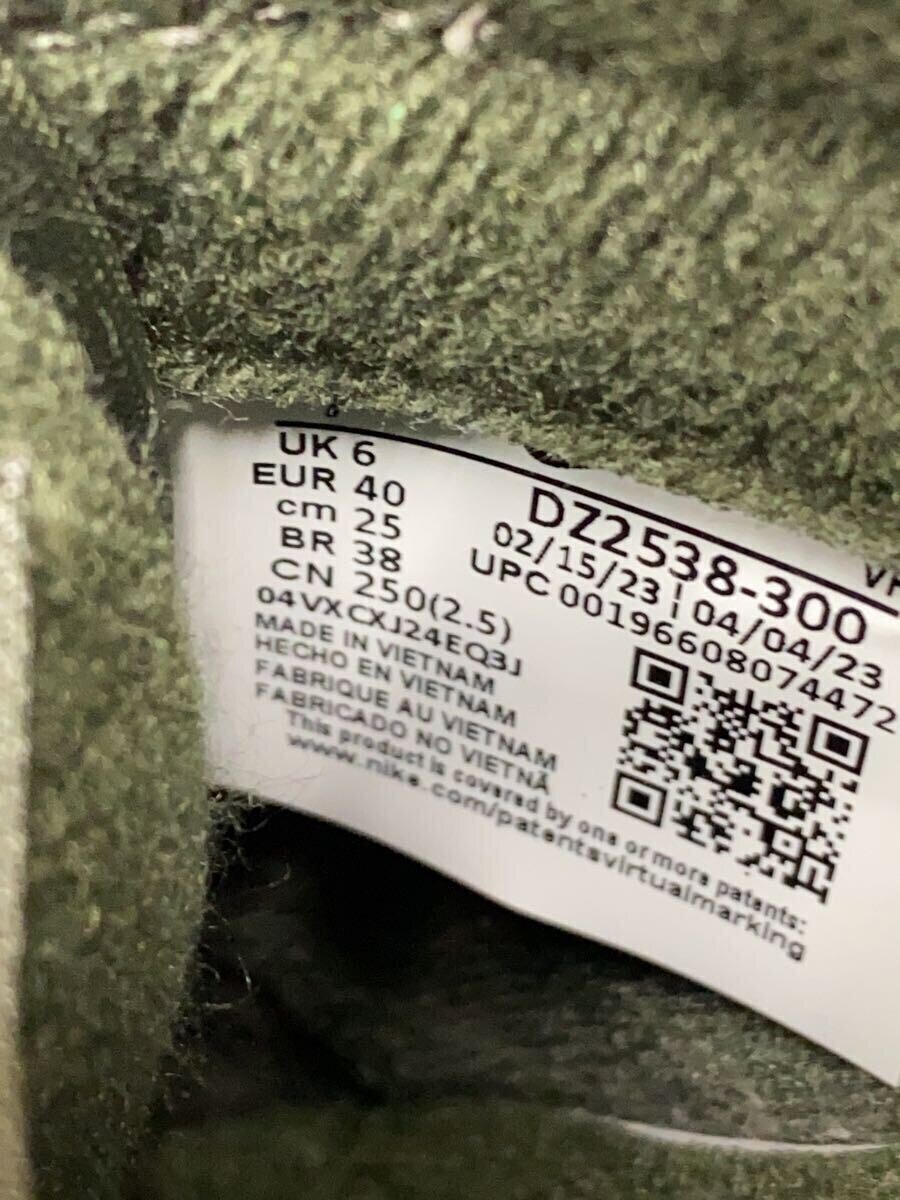 UK 6
EUR 40
cm 25
BR 38
CN 250(2.5)
04VXCXJ24EQ3J
MADE IN VIETNAM
HECHO EN VIETNAM
FABRIQUE AU VIETNAM
FABRICADO NO VIETNÃ
This product is covered by one or more patents:
www.nike.com/patentsvirtualmarking
DZ2538-300
02/15/23 ¦ 04/04/23
UPC 00196608074472